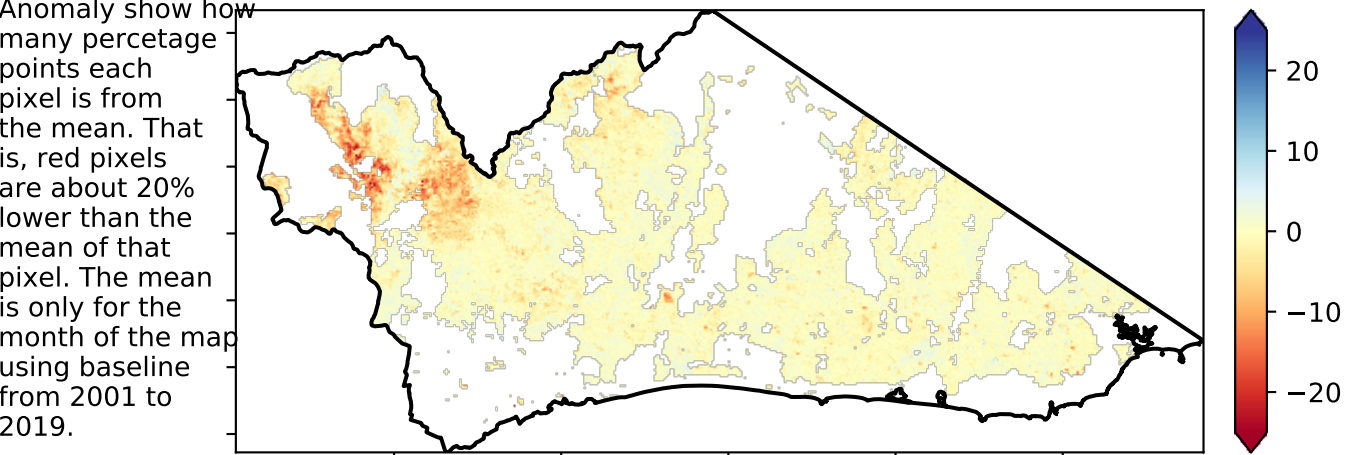 Anomaly show how
many percetage
points each
pixel is from
the mean. That
is, red pixels
are about 20%
lower than the
mean of that
pixel. The mean
is only for the
month of the map
using baseline
from 2001 to
2019.
20
10
0
−10
−20